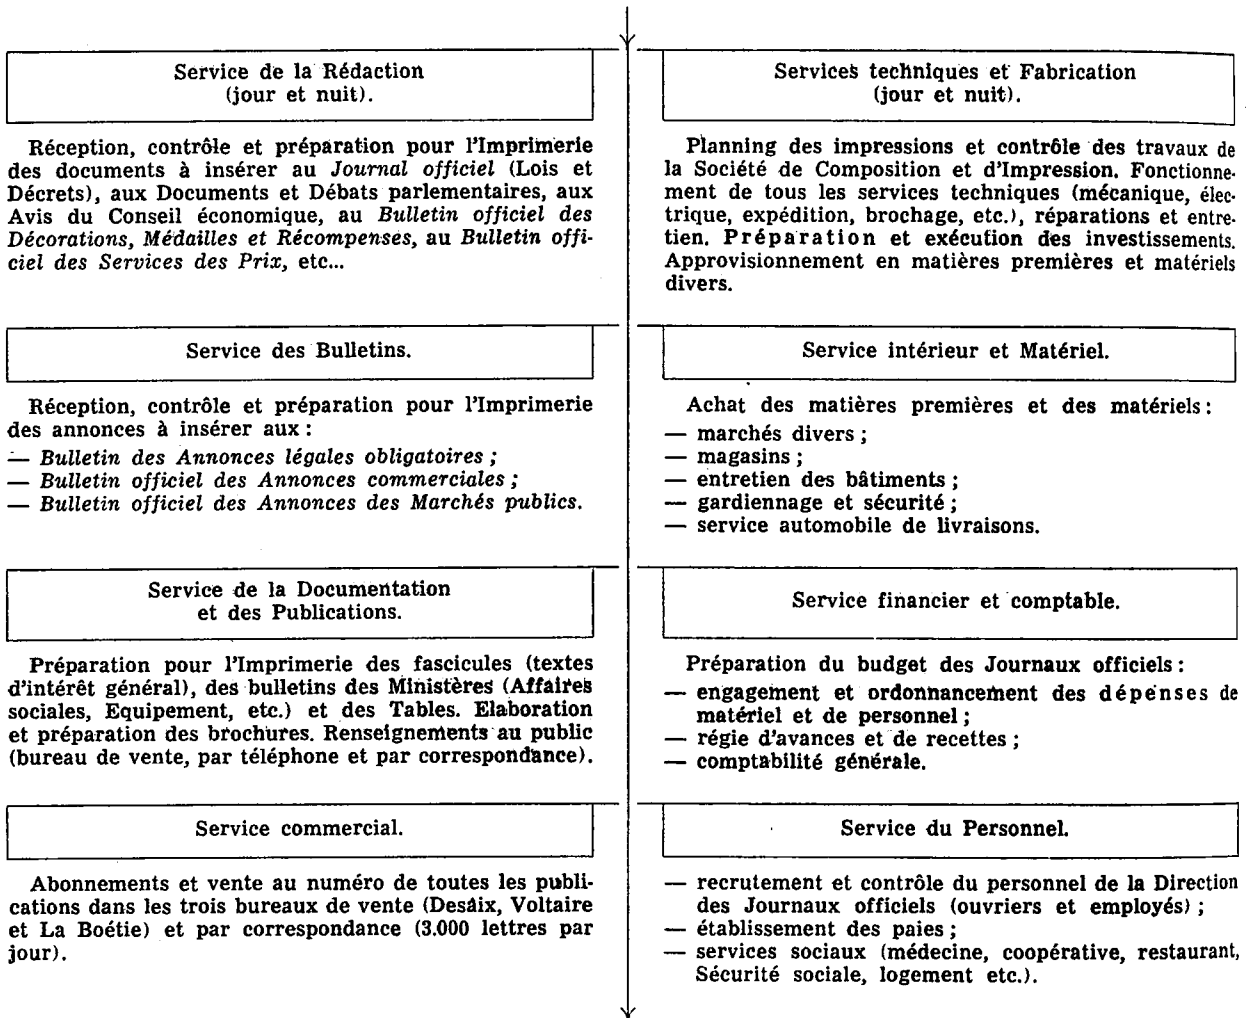 Service de la Rédaction
(jour et nuit).
Réception, contrôle et préparation pour l'Imprimerie
des documents à insérer au Journal officiel (Lois et
Décrets), aux Documents et Débats parlementaires, aux
Avis du Conseil économique, au Bulletin officiel des
Décorations, Médailles et Récompenses, au Bulletin offi-
ciel des Services des Prix, etc...
Service des Bulletins.
Réception, contrôle et préparation pour l'Imprimerie
des annonces à insérer aux :
— Bulletin des Annonces légales obligatoires ;
— Bulletin officiel des Annonces commerciales ;
— Bulletin officiel des Annonces des Marchés publics.
Service de la Documentation
et des Publications.
Préparation pour l'Imprimerie des fascicules (textes
d'intérêt général), des bulletins des Ministères (Affaires
sociales, Equipement, etc.) et des Tables. Elaboration
et préparation des brochures. Renseignements au public
(bureau de vente, par téléphone et par correspondance).
Service commercial.
Abonnements et vente au numéro de toutes les publi-
cations dans les trois bureaux de vente (Desaix, Voltaire
et La Boétie) et par correspondance (3.000 lettres par
jour).
Services techniques et Fabrication
(jour et nuit).
Planning des impressions et contrôle des travaux de
la Société de Composition et d'Impression. Fonctionne-
ment de tous les services techniques (mécanique, élec-
trique, expédition, brochage, etc.), réparations et entre-
tien. Préparation et exécution des investissements.
Approvisionnement en matières premières et matériels
divers.
Service intérieur et Matériel.
Achat des matières premières et des matériels :
— marchés divers ;
— magasins ;
— entretien des bâtiments ;
— gardiennage et sécurité ;
— service automobile de livraisons.
Service financier et comptable.
Préparation du budget des Journaux officiels :
— engagement et ordonnancement des dépenses de
matériel et de personnel ;
— régie d'avances et de recettes ;
— comptabilité générale.
Service du Personnel.
— recrutement et contrôle du personnel de la Direction
des Journaux officiels (ouvriers et employés) ;
— établissement des paies ;
— services sociaux (médecine, coopérative, restaurant,
Sécurité sociale, logement etc.).